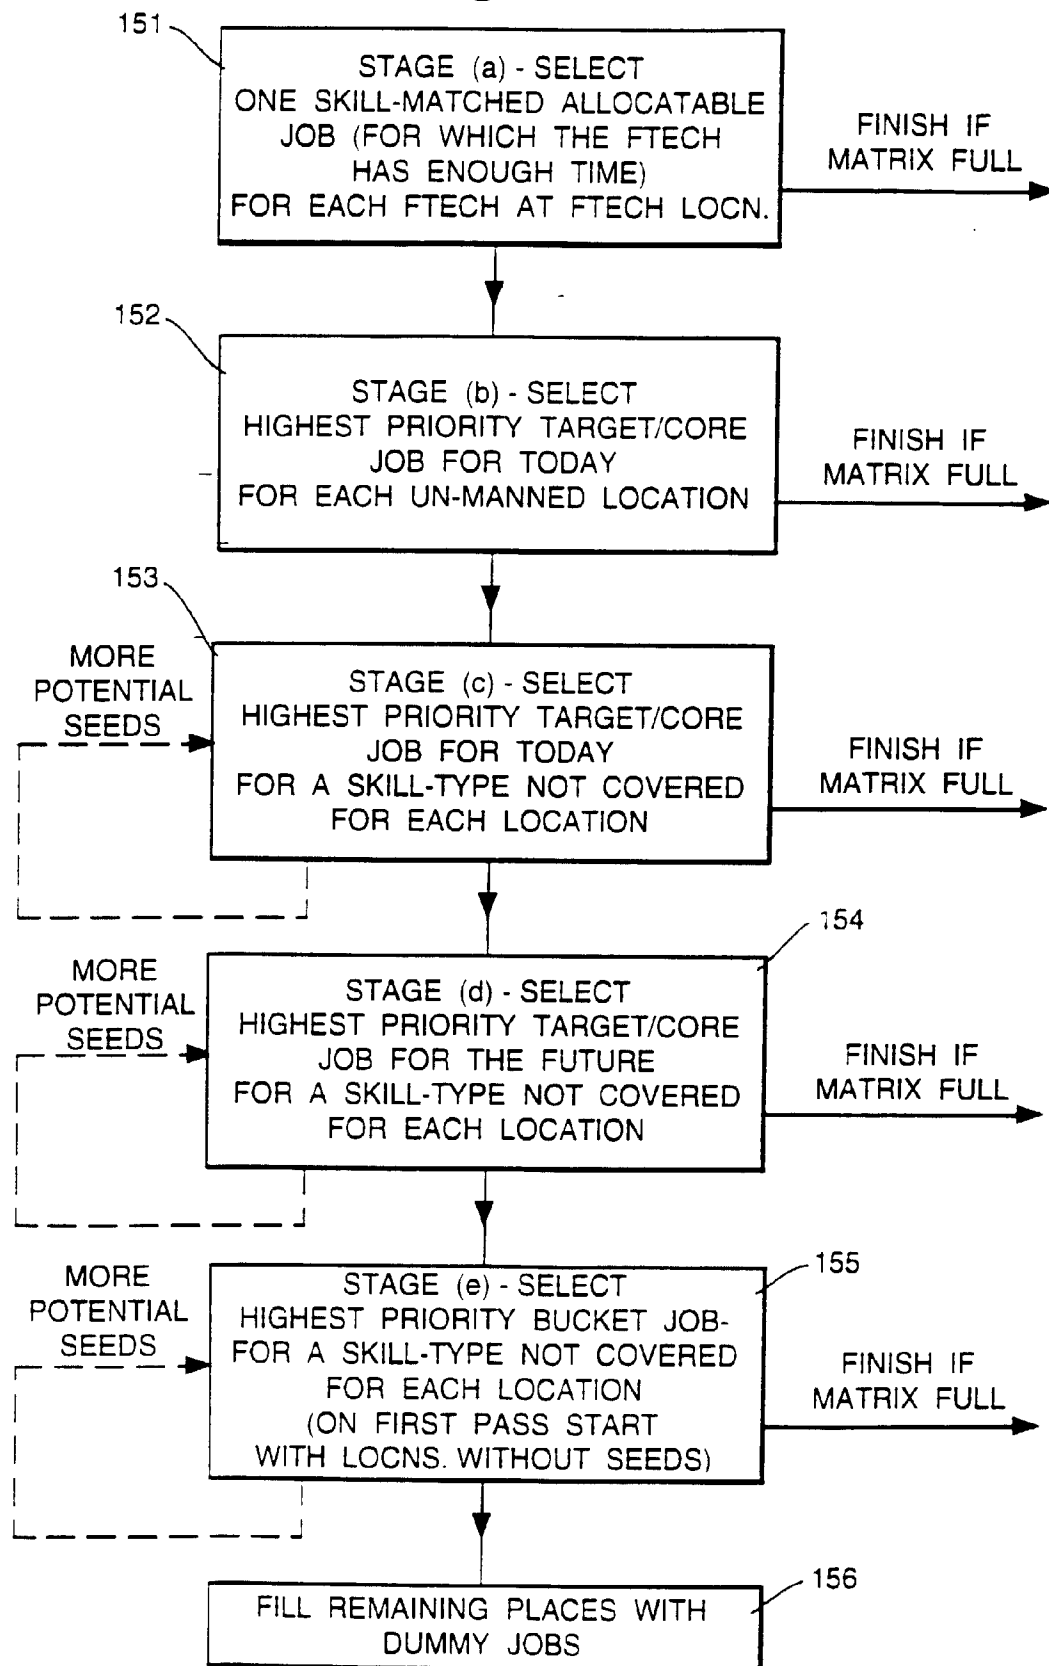 151
STAGE (a) - SELECT
ONE SKILL-MATCHED ALLOCATABLE
JOB (FOR WHICH THE FTECH
HAS ENOUGH TIME)
FOR EACH FTECH AT FTECH LOCN.
FINISH IF
MATRIX FULL
152
STAGE (b) - SELECT
HIGHEST PRIORITY TARGET/CORE
JOB FOR TODAY
FOR EACH UN-MANNED LOCATION
FINISH IF
MATRIX FULL
153
MORE
POTENTIAL
SEEDS
STAGE (c) - SELECT
HIGHEST PRIORITY TARGET/CORE
JOB FOR TODAY
FOR A SKILL-TYPE NOT COVERED
FOR EACH LOCATION
FINISH IF
MATRIX FULL
154
MORE
POTENTIAL
SEEDS
STAGE (d) - SELECT
HIGHEST PRIORITY TARGET/CORE
JOB FOR THE FUTURE
FOR A SKILL-TYPE NOT COVERED
FOR EACH LOCATION
FINISH IF
MATRIX FULL
155
MORE
POTENTIAL
SEEDS
STAGE (e) - SELECT
HIGHEST PRIORITY BUCKET JOB-
FOR A SKILL-TYPE NOT COVERED
FOR EACH LOCATION
(ON FIRST PASS START
WITH LOCNS. WITHOUT SEEDS)
FINISH IF
MATRIX FULL
156
FILL REMAINING PLACES WITH
DUMMY JOBS